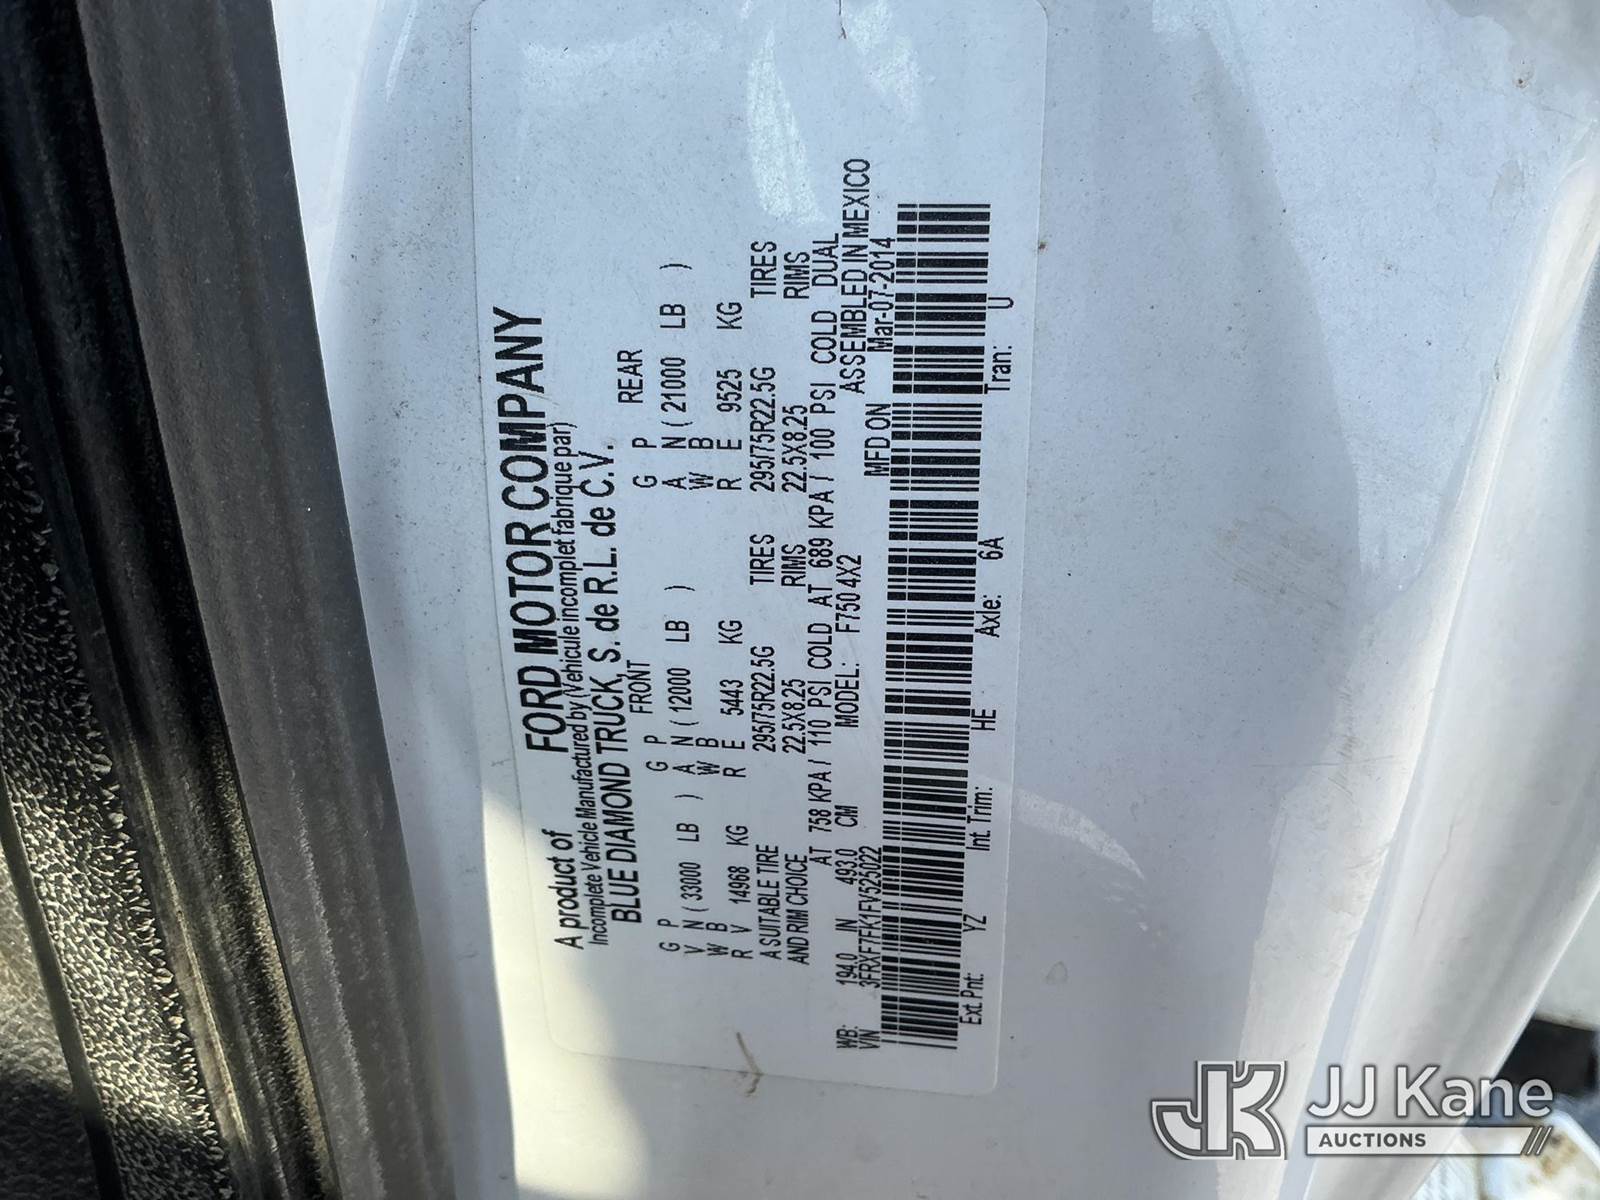 A product of FORD MOTOR COMPANY
Incomplete Vehicle Manufactured by (Vehicule incomplet fabrique par)
BLUE DIAMOND TRUCK, S. de R.L. de C.V.
FRONT REAR
G P G P G P
V N ( 33000 LB ) A N ( 12000 LB ) A N ( 21000 LB )
W B W B W B
R V 14968 KG R E 5443 KG R E 9525 KG
A SUITABLE TIRE 295/75R22.5G TIRES 295/75R22.5G TIRES
AND RIM CHOICE 22.5X8.25 RIMS 22.5X8.25 RIMS
AT 758 KPA / 110 PSI COLD AT 689 KPA / 100 PSI COLD DUAL
WB: 194.0 IN 493.0 CM MODEL: F750 4X2 ASSEMBLED IN MEXICO
VIN 3FRXF7FK1FV525022 MFD ON Mar-07-2014
Ext. Pnt: YZ Int. Trim: HE Axle: 6A Tran: U
JJ Kane
AUCTIONS